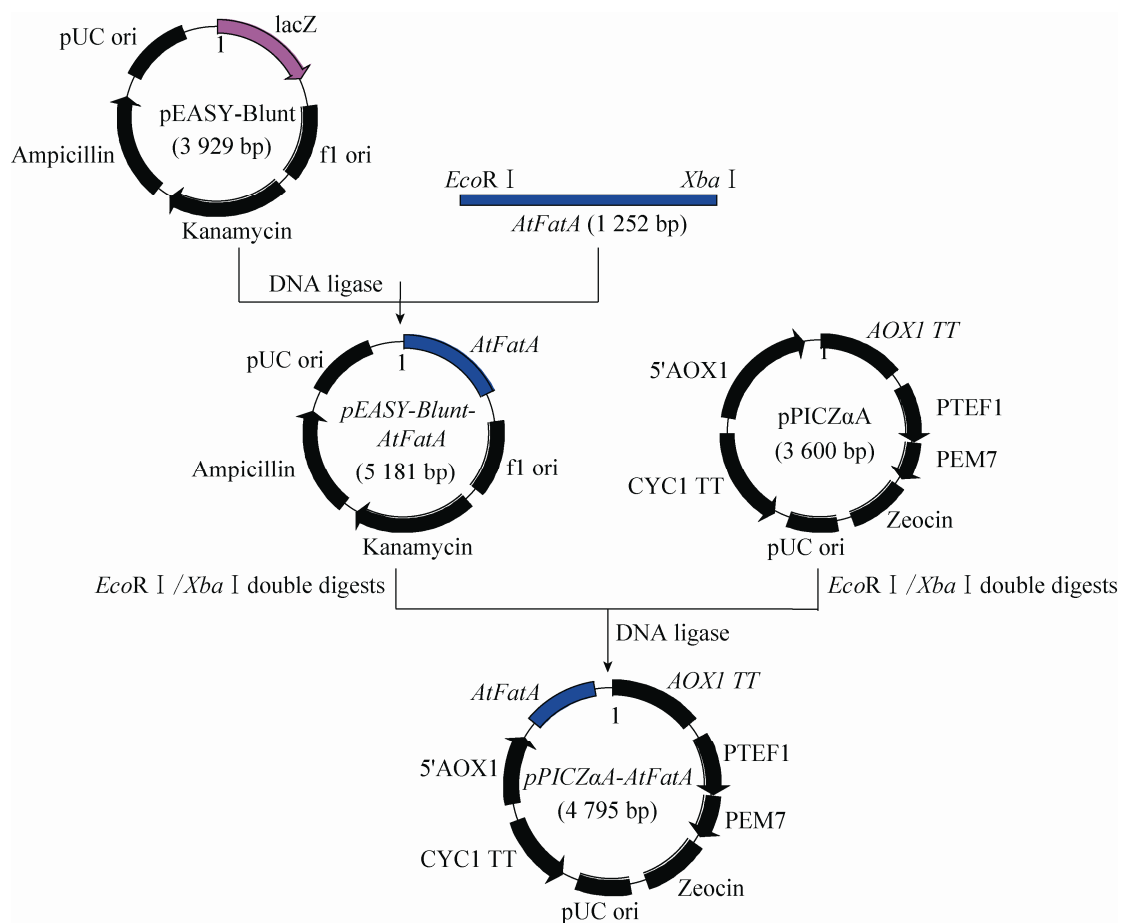 lacZ
pUC ori
1
pEASY-Blunt
(3 929 bp)
Ampicillin
f1 ori
Kanamycin
EcoR Ⅰ
Xba Ⅰ
AtFatA (1 252 bp)
DNA ligase
AtFatA
pUC ori
1
pEASY-Blunt-
AtFatA
(5 181 bp)
Ampicillin
f1 ori
Kanamycin
AOX1 TT
1
5'AOX1
PTEF1
pPICZαA
(3 600 bp)
PEM7
CYC1 TT
Zeocin
pUC ori
EcoR Ⅰ/Xba Ⅰ double digests
EcoR Ⅰ/Xba Ⅰ double digests
DNA ligase
AtFatA
AOX1 TT
1
PTEF1
5'AOX1
pPICZαA-AtFatA
(4 795 bp)
PEM7
CYC1 TT
Zeocin
pUC ori